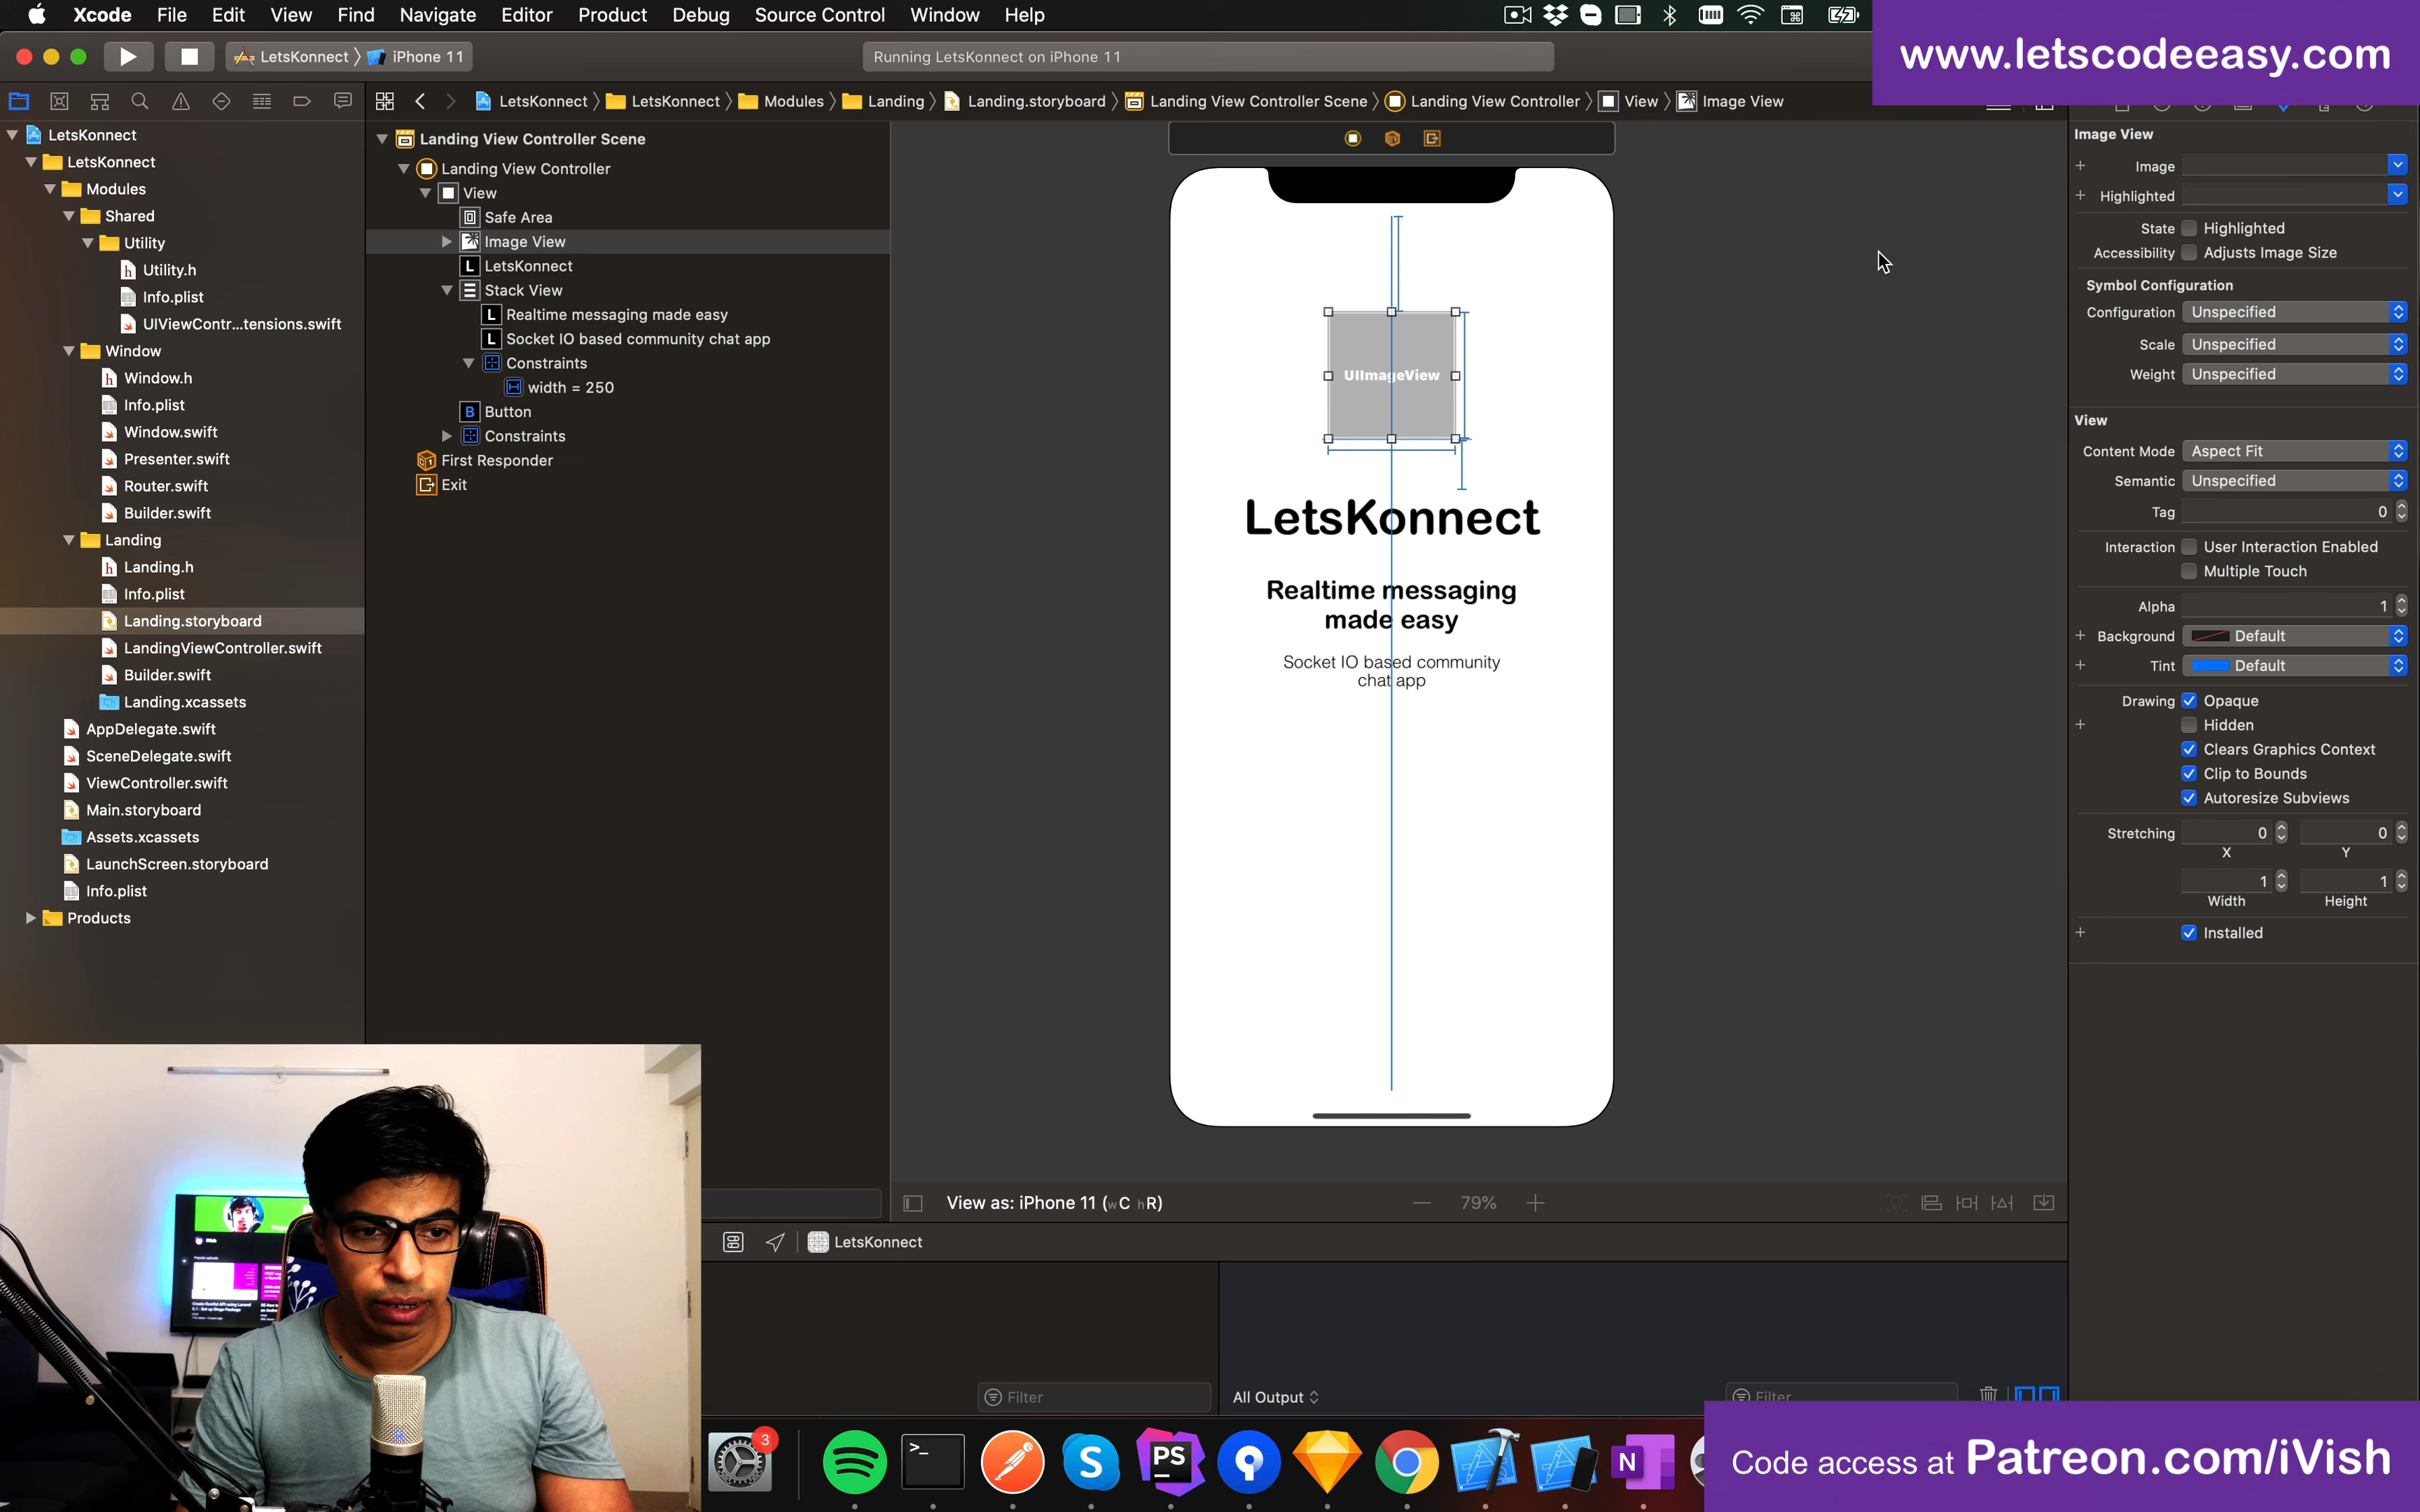 Xcode File Edit View Find Navigate Editor Product Debug Source Control Window Help
www.letscodeeasy.com
LetsKonnect iPhone 11
Running LetsKonnect on iPhone 11
LetsKonnect LetsKonnect Modules Landing Landing.storyboard Landing View Controller Scene Landing View Controller View Image View
LetsKonnect
LetsKonnect
Modules
Shared
Utility
Utility.h
Info.plist
UIViewContr...tensions.swift
Window
Window.h
Info.plist
Window.swift
Presenter.swift
Router.swift
Builder.swift
Landing
Landing.h
Info.plist
Landing.storyboard
LandingViewController.swift
Builder.swift
Landing.xcassets
AppDelegate.swift
SceneDelegate.swift
ViewController.swift
Main.storyboard
Assets.xcassets
LaunchScreen.storyboard
Info.plist
Products
Landing View Controller Scene
Landing View Controller
View
Safe Area
Image View
L LetsKonnect
Stack View
L Realtime messaging made easy
L Socket IO based community chat app
Constraints
width = 250
B Button
Constraints
First Responder
Exit
UIImageView
LetsKonnect
Realtime messaging
made easy
Socket IO based community
chat app
View as: iPhone 11 (wC hR)
79%
LetsKonnect
Filter
All Output
Filter
Image View
Image
Highlighted
State Highlighted
Accessibility Adjusts Image Size
Symbol Configuration
Configuration Unspecified
Scale Unspecified
Weight Unspecified
View
Content Mode Aspect Fit
Semantic Unspecified
Tag 0
Interaction User Interaction Enabled
Multiple Touch
Alpha 1
Background Default
Tint Default
Drawing Opaque
Hidden
Clears Graphics Context
Clip to Bounds
Autoresize Subviews
Stretching 0 0
X Y
1 1
Width Height
Installed
3
>_
S
PS
N
Code access at Patreon.com/iVish